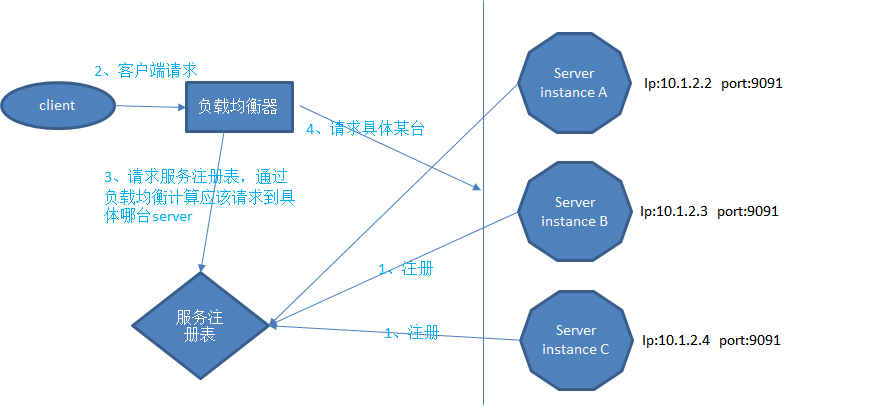 2、客户端请求
client
负载均衡器
4、请求具体某台
3、请求服务注册表，通过
负载均衡计算应该请求到具
体哪台server
服务注
册表
1、注册
1、注册
Server
instance A
Ip:10.1.2.2 port:9091
Server
instance B
Ip:10.1.2.3 port:9091
Server
instance C
Ip:10.1.2.4 port:9091